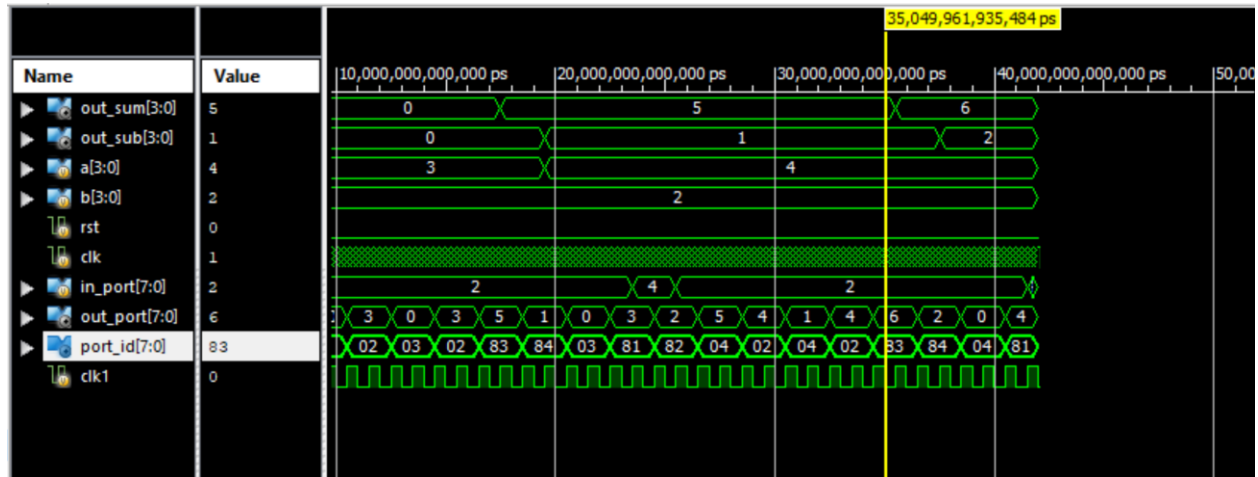 35,049,961,935,484 ps
Name Value |10,000,000,000,000 ps |20,000,000,000,000 ps |30,000,000,000,000 ps |40,000,000,000,000 ps |50,00
out_sum[3:0] 5 0 5 6
out_sub[3:0] 1 0 1 2
a[3:0] 4 3 4
b[3:0] 2 2
rst 0
clk 1
in_port[7:0] 2 2 4 2
out_port[7:0] 6 3 0 3 5 1 0 3 2 5 4 1 4 6 2 0 4
port_id[7:0] 83 02 03 02 83 84 03 81 82 04 02 04 02 83 84 04 81
clk1 0